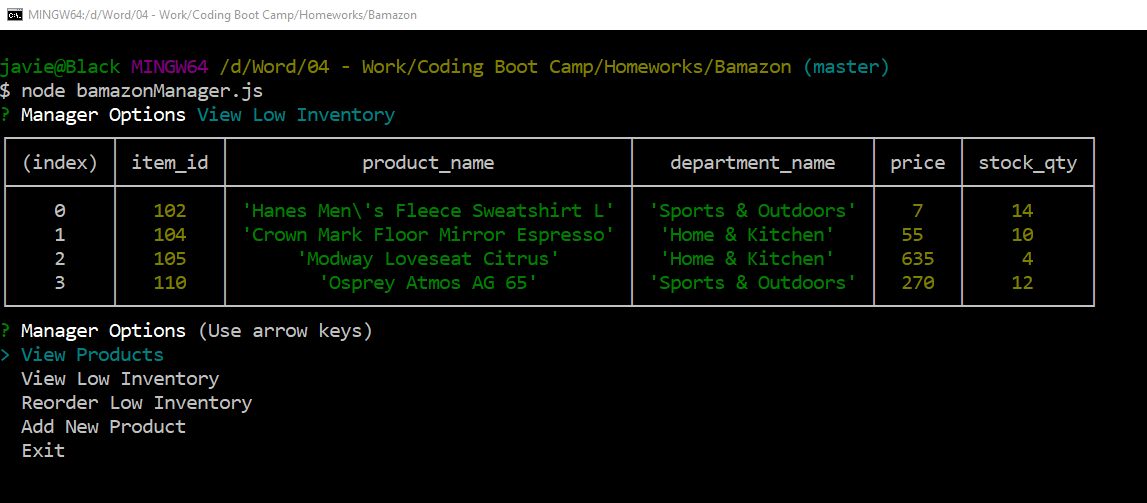 MINGW64:/d/Word/04 - Work/Coding Boot Camp/Homeworks/Bamazon
javie@Black MINGW64 /d/Word/04 - Work/Coding Boot Camp/Homeworks/Bamazon (master)
$ node bamazonManager.js
? Manager Options View Low Inventory
(index) item_id product_name department_name price stock_qty
0 102 'Hanes Men\'s Fleece Sweatshirt L' 'Sports & Outdoors' 7 14
1 104 'Crown Mark Floor Mirror Espresso' 'Home & Kitchen' 55 10
2 105 'Modway Loveseat Citrus' 'Home & Kitchen' 635 4
3 110 'Osprey Atmos AG 65' 'Sports & Outdoors' 270 12
? Manager Options (Use arrow keys)
> View Products
View Low Inventory
Reorder Low Inventory
Add New Product
Exit